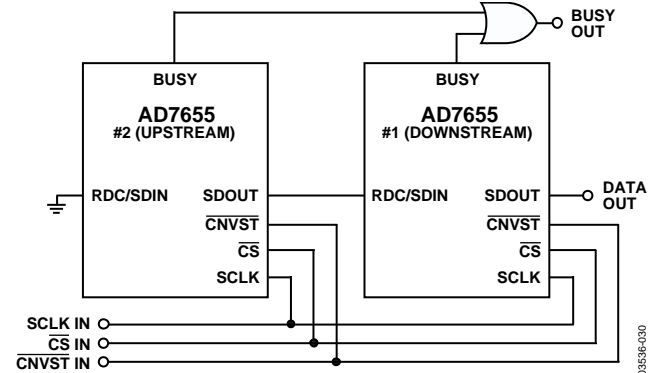 BUSY
OUT
BUSY
BUSY
AD7655
#2 (UPSTREAM)
AD7655
#1 (DOWNSTREAM)
RDC/SDIN
SDOUT
RDC/SDIN
SDOUT
DATA
OUT
CNVST
CNVST
CS
CS
SCLK
SCLK
SCLK IN
CS IN
CNVST IN
03536-030